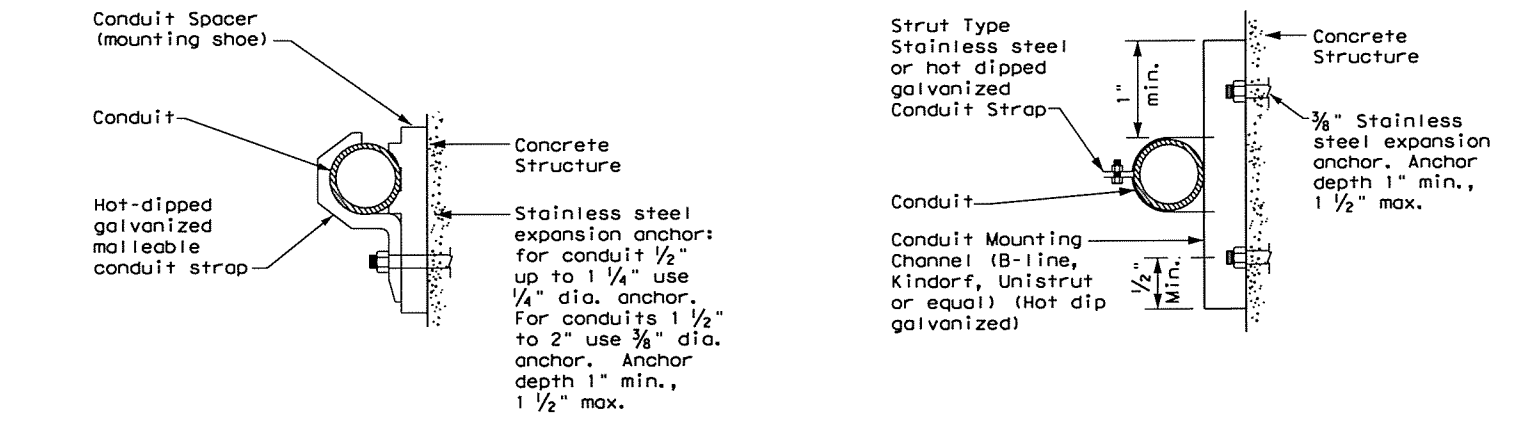 Conduit Spacer
(mounting shoe)
Conduit
Hot-dipped
galvanized
malleable
conduit strap
Concrete
Structure
Stainless steel
expansion anchor:
for conduit 1/2"
up to 1 1/4" use
1/4" dia. anchor.
For conduits 1 1/2"
to 2" use 3/8" dia.
anchor. Anchor
depth 1" min.,
1 1/2" max.
Strut Type
Stainless steel
or hot dipped
galvanized
Conduit Strap
1"
min.
Conduit
Conduit Mounting
Channel (B-line,
Kindorf, Unistrut
or equal) (Hot dip
galvanized)
1/2"
Min.
Concrete
Structure
3/8" Stainless
steel expansion
anchor. Anchor
depth 1" min.,
1 1/2" max.